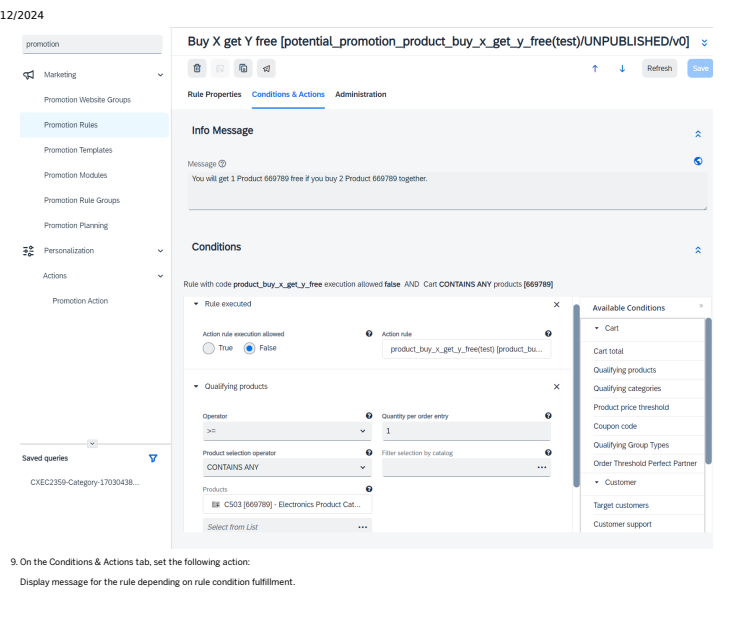 12/2024
promotion
Marketing
Promotion Website Groups
Promotion Rules
Promotion Templates
Promotion Modules
Promotion Rule Groups
Promotion Planning
Personalization
Actions
Promotion Action
Saved queries
CXEC2359-Category-17030438...
Buy X get Y free [potential_promotion_product_buy_x_get_y_free(test)/UNPUBLISHED/v0]
Refresh
Save
Rule Properties Conditions & Actions Administration
Info Message
Message
You will get 1 Product 669789 free if you buy 2 Product 669789 together.
Conditions
Rule with code product_buy_x_get_y_free execution allowed false AND Cart CONTAINS ANY products [669789]
Rule executed
Action rule execution allowed
True False
Action rule
product_buy_x_get_y_free(test) [product_bu...
Qualifying products
Operator
>=
Quantity per order entry
1
Product selection operator
CONTAINS ANY
Filter selection by catalog
...
Products
C503 [669789] - Electronics Product Cat...
Select from List ...
Available Conditions
Cart
Cart total
Qualifying products
Qualifying categories
Product price threshold
Coupon code
Qualifying Group Types
Order Threshold Perfect Partner
Customer
Target customers
Customer support
9. On the Conditions & Actions tab, set the following action:
Display message for the rule depending on rule condition fulfillment.